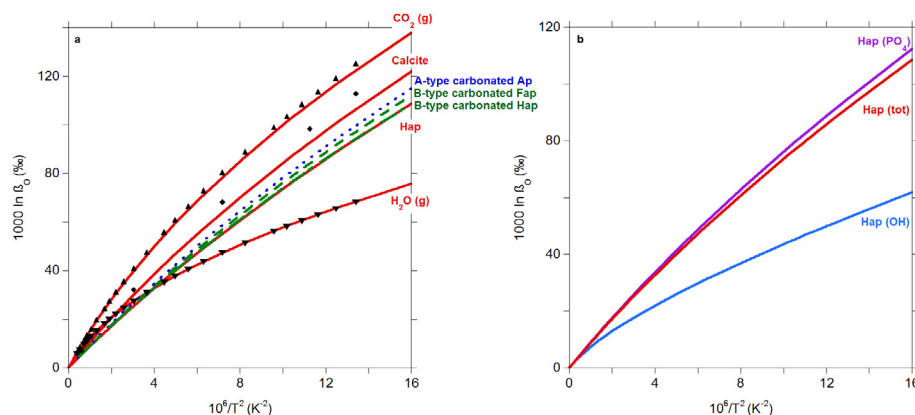 a
CO₂ (g)
Calcite
A-type carbonated Ap
B-type carbonated Fap
B-type carbonated Hap
Hap
H₂O (g)
1000 ln ß_O (‰)
120
80
40
0
0 4 8 12 16
10⁶/T² (K⁻²)
b
Hap (PO₄)
Hap (tot)
Hap (OH)
1000 ln ß_O (‰)
120
80
40
0
0 4 8 12 16
10⁶/T² (K⁻²)